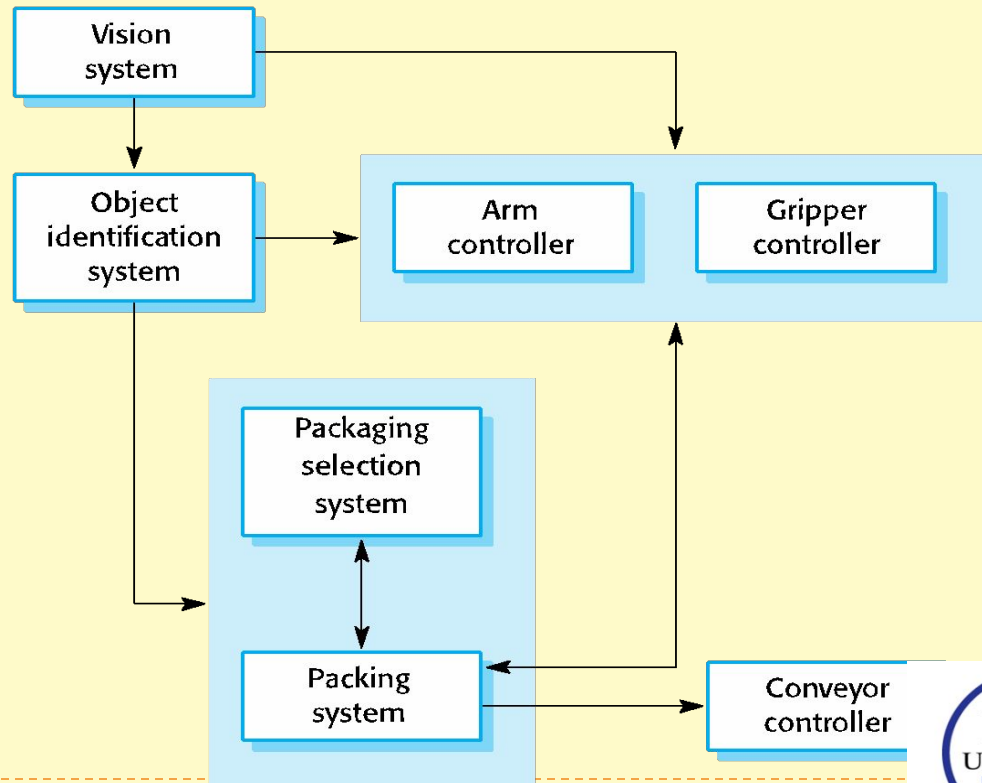 Vision
system
Object
identification
system
Arm
controller
Gripper
controller
Packaging
selection
system
Packing
system
Conveyor
controller